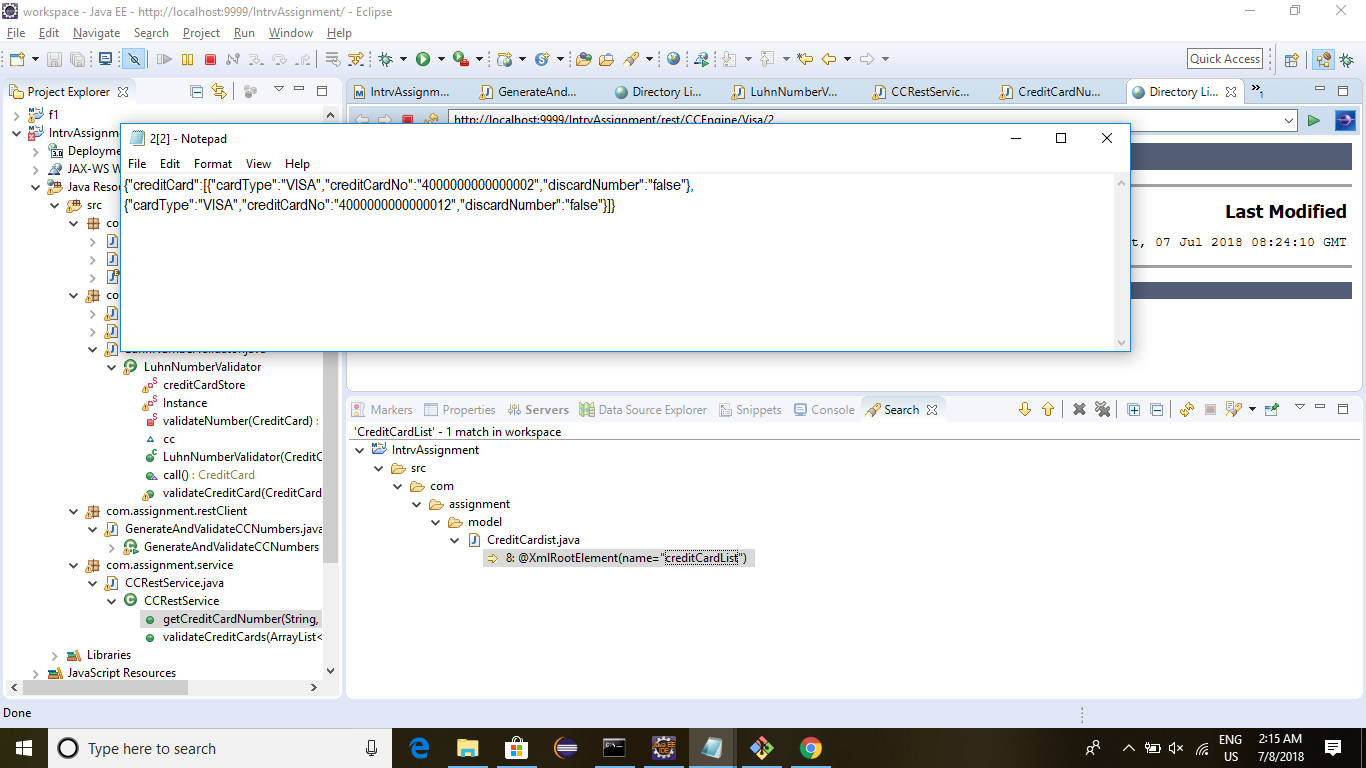 workspace - Java EE - http://localhost:9999/IntrvAssignment/ - Eclipse
File Edit Navigate Search Project Run Window Help
Quick Access
Project Explorer
IntrvAssignm... GenerateAnd... Directory Li... LuhnNumberV... CCRestServic... CreditCardNu... Directory Li... »1
http://localhost:9999/IntrvAssignment/rest/CCEngine/Visa/2
f1
IntrvAssignm
Deployme
JAX-WS W
Java Resou
src
co
co
2[2] - Notepad
File Edit Format View Help
{"creditCard":[{"cardType":"VISA","creditCardNo":"4000000000000002","discardNumber":"false"},
{"cardType":"VISA","creditCardNo":"4000000000000012","discardNumber":"false"}]}
Last Modified
t, 07 Jul 2018 08:24:10 GMT
LuhnNumberValidator
creditCardStore
Instance
validateNumber(CreditCard) :
cc
LuhnNumberValidator(CreditC
call() : CreditCard
validateCreditCard(CreditCard
com.assignment.restClient
GenerateAndValidateCCNumbers.java
GenerateAndValidateCCNumbers
com.assignment.service
CCRestService.java
CCRestService
getCreditCardNumber(String,
validateCreditCards(ArrayList<
Libraries
JavaScript Resources
Markers Properties Servers Data Source Explorer Snippets Console Search
'CreditCardList' - 1 match in workspace
IntrvAssignment
src
com
assignment
model
CreditCardist.java
8: @XmlRootElement(name="creditCardList")
Done
Type here to search
ENG
US
2:15 AM
7/8/2018